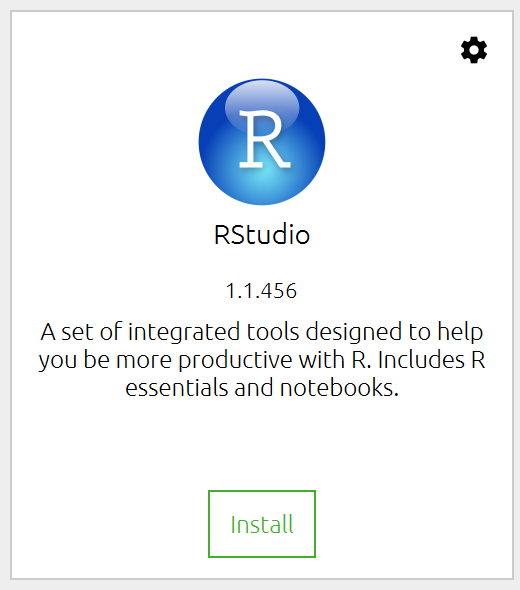 R
RStudio
1.1.456
A set of integrated tools designed to help
you be more productive with R. Includes R
essentials and notebooks.
Install